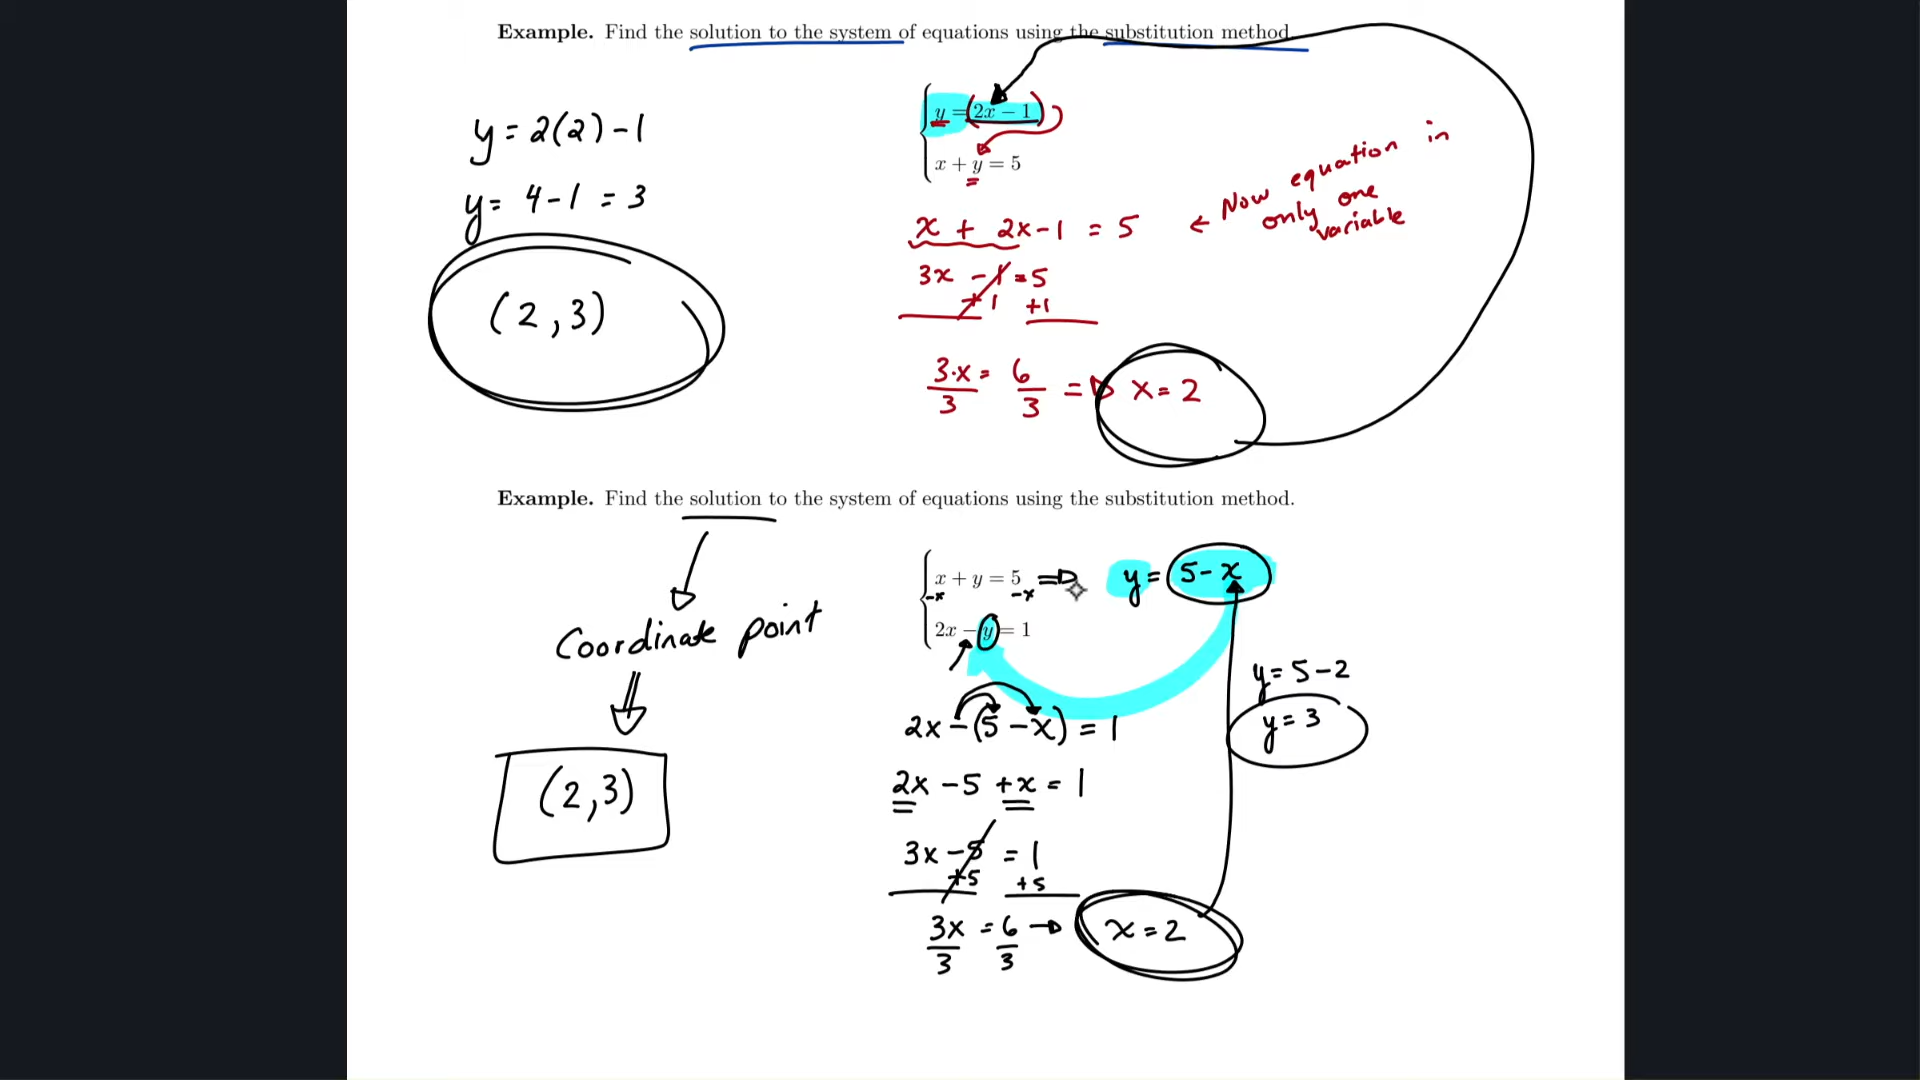 Example. Find the solution to the system of equations using the substitution method.
y = 2x − 1
x + y = 5
y = 2(2) - 1
y = 4 - 1 = 3
(2, 3)
x + 2x - 1 = 5
← Now equation in only one variable
3x - 1 = 5
+1 +1
3·x = 6
3 3
=> x = 2
Example. Find the solution to the system of equations using the substitution method.
x + y = 5 => y = (5 - x)
-x -x
2x − y = 1
Coordinate point
(2,3)
y = 5 - 2
y = 3
2x - (5 - x) = 1
2x - 5 + x = 1
3x - 5 = 1
+5 +5
3x = 6 → x = 2
3 3